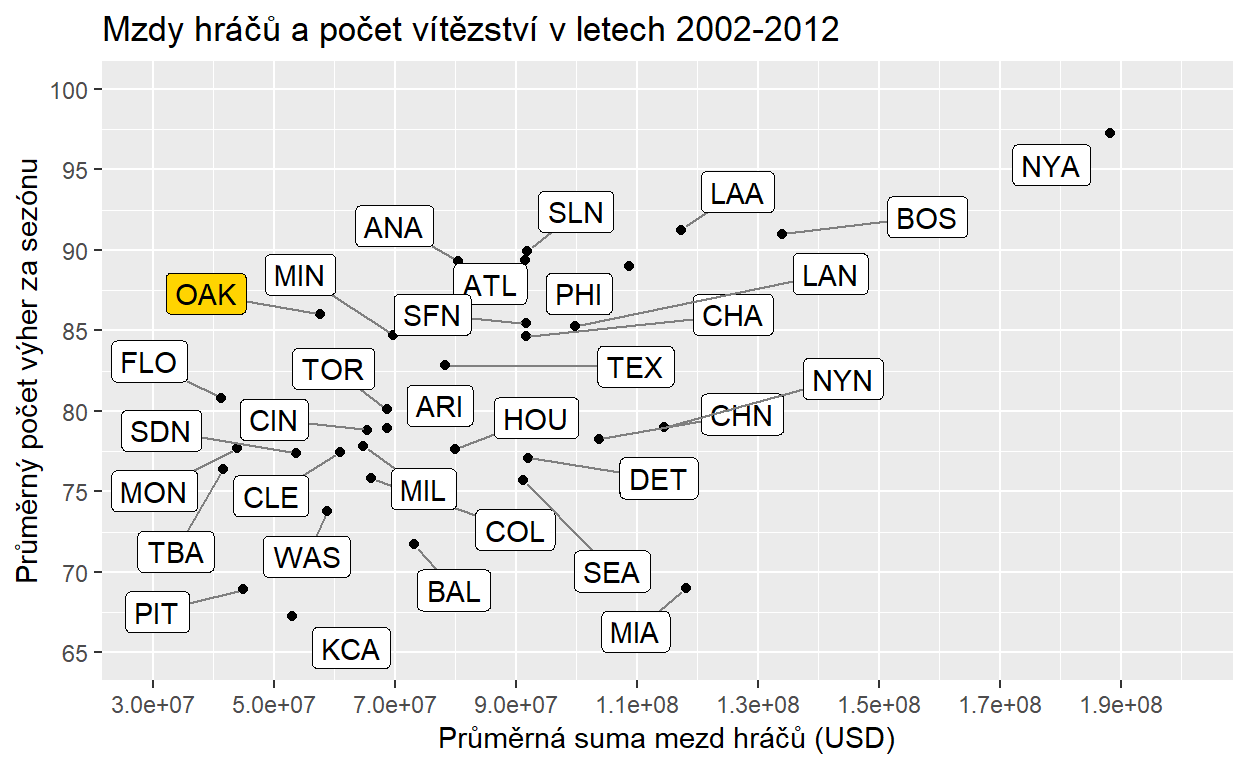 Mzdy hráčů a počet vítězství v letech 2002-2012
Průměrný počet výher za sezónu
100
95
90
85
80
75
70
65
NYA
LAA
SLN
BOS
ANA
MIN
ATL
PHI
LAN
OAK
SFN
CHA
FLO
TOR
TEX
NYN
ARI
HOU
CHN
CIN
SDN
MON
CLE
MIL
DET
COL
TBA
WAS
SEA
BAL
PIT
MIA
KCA
3.0e+07 5.0e+07 7.0e+07 9.0e+07 1.1e+08 1.3e+08 1.5e+08 1.7e+08 1.9e+08
Průměrná suma mezd hráčů (USD)